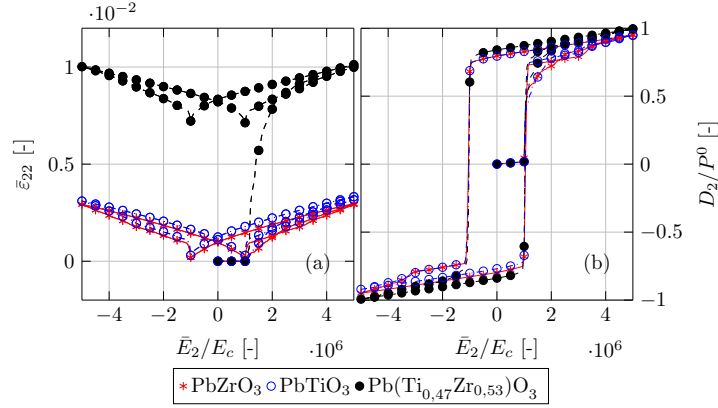 ·10⁻²
1
0.5
0
ε̄₂₂ [-]
−4 −2 0 2 4
Ē₂/E_c [-] ·10⁶
(a)
1
0.5
0
−0.5
−1
D₂/P⁰ [-]
−4 −2 0 2 4
Ē₂/E_c [-] ·10⁶
(b)
PbZrO₃ PbTiO₃ Pb(Ti₀,₄₇Zr₀,₅₃)O₃